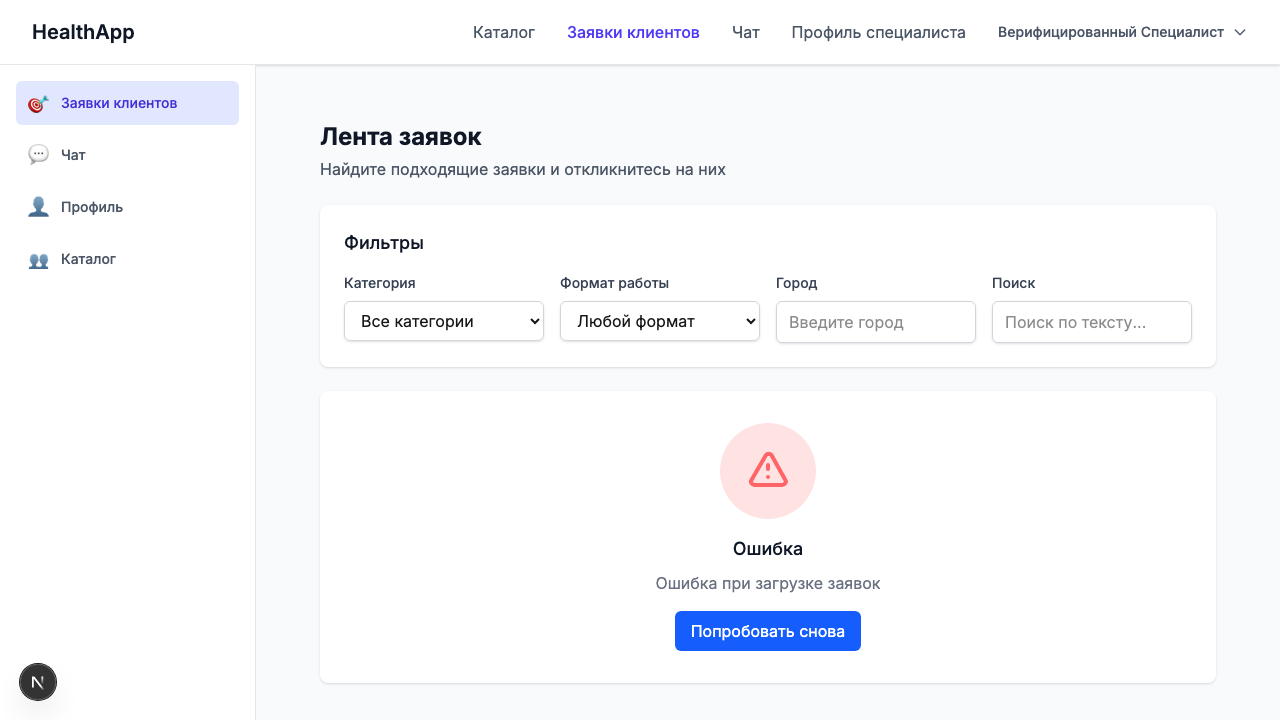 HealthApp
Каталог
Заявки клиентов
Чат
Профиль специалиста
Верифицированный Специалист
Заявки клиентов
Чат
Профиль
Каталог
Лента заявок
Найдите подходящие заявки и откликнитесь на них
Фильтры
Категория
Формат работы
Город
Поиск
Все категории
Любой формат
Введите город
Поиск по тексту...
Ошибка
Ошибка при загрузке заявок
Попробовать снова
N